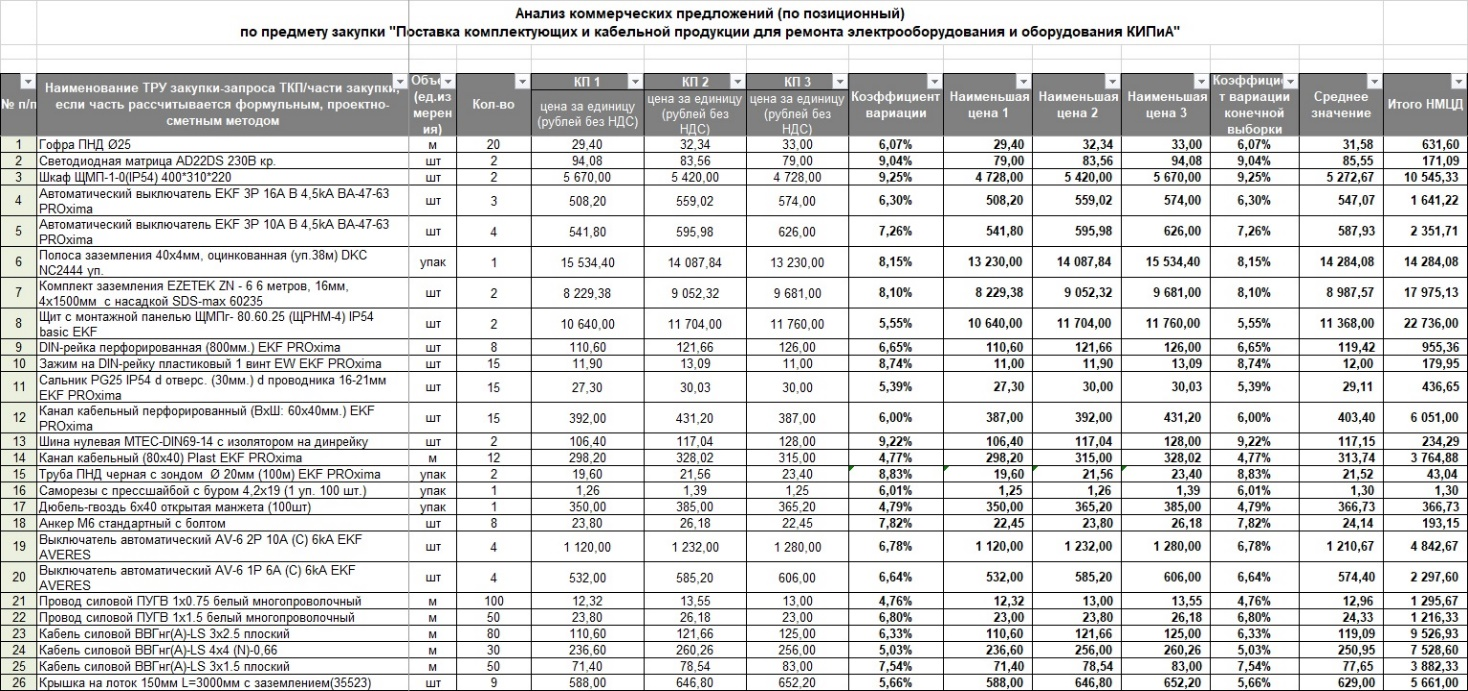 Анализ коммерческих предложений (по позиционный)
по предмету закупки "Поставка комплектующих и кабельной продукции для ремонта электрооборудования и оборудования КИПиА"
№ п/п Наименование ТРУ закупки-запроса ТКП/части закупки, если часть рассчитывается формульным, проектно-сметным методом Объе (ед.из мерен ия) Кол-во КП 1 цена за единицу (рублей без НДС) КП 2 цена за единицу (рублей без НДС) КП 3 цена за единицу (рублей без НДС) Коэффициент вариации Наименьшая цена 1 Наименьшая цена 2 Наименьшая цена 3 Коэффициен т вариации конечной выборки Среднее значение Итого НМЦД
1 Гофра ПНД Ø25 м 20 29,40 32,34 33,00 6,07% 29,40 32,34 33,00 6,07% 31,58 631,60
2 Светодиодная матрица AD22DS 230В кр. шт 2 94,08 83,56 79,00 9,04% 79,00 83,56 94,08 9,04% 85,55 171,09
3 Шкаф ЩМП-1-0(IP54) 400*310*220 шт 2 5 670,00 5 420,00 4 728,00 9,25% 4 728,00 5 420,00 5 670,00 9,25% 5 272,67 10 545,33
4 Автоматический выключатель EKF 3P 16А В 4,5kA ВА-47-63
PROxima шт 3 508,20 559,02 574,00 6,30% 508,20 559,02 574,00 6,30% 547,07 1 641,22
5 Автоматический выключатель EKF 3P 10А В 4,5kA ВА-47-63
PROxima шт 4 541,80 595,98 626,00 7,26% 541,80 595,98 626,00 7,26% 587,93 2 351,71
6 Полоса заземления 40х4мм, оцинкованная (уп.38м) DKC
NC2444 уп. упак 1 15 534,40 14 087,84 13 230,00 8,15% 13 230,00 14 087,84 15 534,40 8,15% 14 284,08 14 284,08
7 Комплект заземления EZETEK ZN - 6 6 метров, 16мм,
4х1500мм с насадкой SDS-max 60235 шт 2 8 229,38 9 052,32 9 681,00 8,10% 8 229,38 9 052,32 9 681,00 8,10% 8 987,57 17 975,13
8 Щит с монтажной панелью ЩМПг- 80.60.25 (ЩРНМ-4) IP54
basic EKF шт 2 10 640,00 11 704,00 11 760,00 5,55% 10 640,00 11 704,00 11 760,00 5,55% 11 368,00 22 736,00
9 DIN-рейка перфорированная (800мм.) EKF PROxima шт 8 110,60 121,66 126,00 6,65% 110,60 121,66 126,00 6,65% 119,42 955,36
10 Зажим на DIN-рейку пластиковый 1 винт EW EKF PROxima шт 15 11,90 13,09 11,00 8,74% 11,00 11,90 13,09 8,74% 12,00 179,95
11 Сальник PG25 IP54 d отверс. (30мм.) d проводника 16-21мм
EKF PROxima шт 15 27,30 30,03 30,00 5,39% 27,30 30,00 30,03 5,39% 29,11 436,65
12 Канал кабельный перфорированный (ВхШ: 60х40мм.) EKF
PROxima шт 15 392,00 431,20 387,00 6,00% 387,00 392,00 431,20 6,00% 403,40 6 051,00
13 Шина нулевая MTEC-DIN69-14 с изолятором на динрейку шт 2 106,40 117,04 128,00 9,22% 106,40 117,04 128,00 9,22% 117,15 234,29
14 Канал кабельный (80х40) Plast EKF PROxima м 12 298,20 328,02 315,00 4,77% 298,20 315,00 328,02 4,77% 313,74 3 764,88
15 Труба ПНД черная с зондом Ø 20мм (100м) EKF PROxima упак 2 19,60 21,56 23,40 8,83% 19,60 21,56 23,40 8,83% 21,52 43,04
16 Саморезы с прессшайбой с буром 4,2х19 (1 уп. 100 шт.) упак 1 1,26 1,39 1,25 6,01% 1,25 1,26 1,39 6,01% 1,30 1,30
17 Дюбель-гвоздь 6х40 открытая манжета (100шт) упак 1 350,00 385,00 365,20 4,79% 350,00 365,20 385,00 4,79% 366,73 366,73
18 Анкер М6 стандартный с болтом шт 8 23,80 26,18 22,45 7,82% 22,45 23,80 26,18 7,82% 24,14 193,15
19 Выключатель автоматический AV-6 2P 10A (C) 6kA EKF
AVERES шт 4 1 120,00 1 232,00 1 280,00 6,78% 1 120,00 1 232,00 1 280,00 6,78% 1 210,67 4 842,67
20 Выключатель автоматический AV-6 1P 6A (C) 6kA EKF
AVERES шт 4 532,00 585,20 606,00 6,64% 532,00 585,20 606,00 6,64% 574,40 2 297,60
21 Провод силовой ПУГВ 1х0.75 белый многопроволочный м 100 12,32 13,55 13,00 4,76% 12,32 13,00 13,55 4,76% 12,96 1 295,67
22 Провод силовой ПУГВ 1х1.5 белый многопроволочный м 50 23,80 26,18 23,00 6,80% 23,00 23,80 26,18 6,80% 24,33 1 216,33
23 Кабель силовой ВВГнг(А)-LS 3х2.5 плоский м 80 110,60 121,66 125,00 6,33% 110,60 121,66 125,00 6,33% 119,09 9 526,93
24 Кабель силовой ВВГнг(А)-LS 4х4 (N)-0,66 м 30 236,60 260,26 256,00 5,03% 236,60 256,00 260,26 5,03% 250,95 7 528,60
25 Кабель силовой ВВГнг(А)-LS 3х1.5 плоский м 50 71,40 78,54 83,00 7,54% 71,40 78,54 83,00 7,54% 77,65 3 882,33
26 Крышка на лоток 150мм L=3000мм с заземлением(35523) шт 9 588,00 646,80 652,20 5,66% 588,00 646,80 652,20 5,66% 629,00 5 661,00